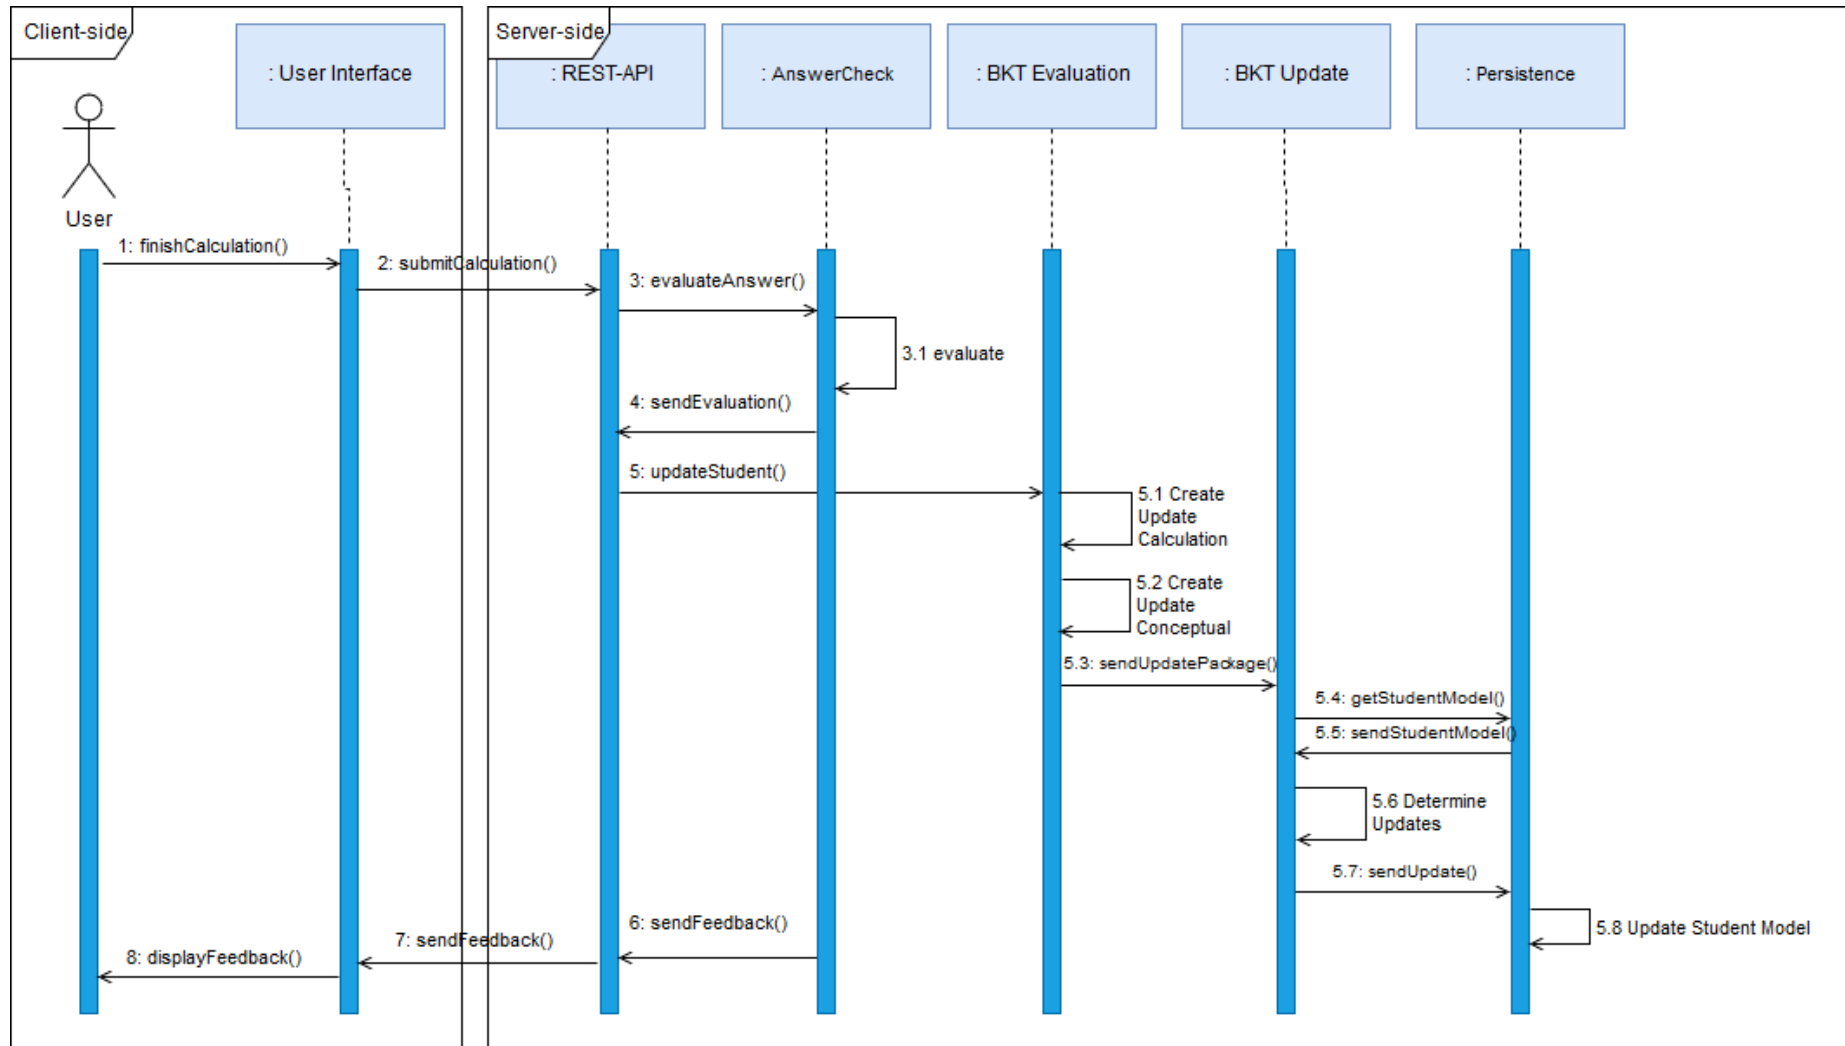 Client-side
Server-side
: User Interface
: REST-API
: AnswerCheck
: BKT Evaluation
: BKT Update
: Persistence
User
1: finishCalculation()
2: submitCalculation()
3: evaluateAnswer()
3.1 evaluate
4: sendEvaluation()
5: updateStudent()
5.1 Create
Update
Calculation
5.2 Create
Update
Conceptual
5.3: sendUpdatePackage()
5.4: getStudentModel()
5.5: sendStudentModel()
5.6 Determine
Updates
5.7: sendUpdate()
5.8 Update Student Model
6: sendFeedback()
7: sendFeedback()
8: displayFeedback()